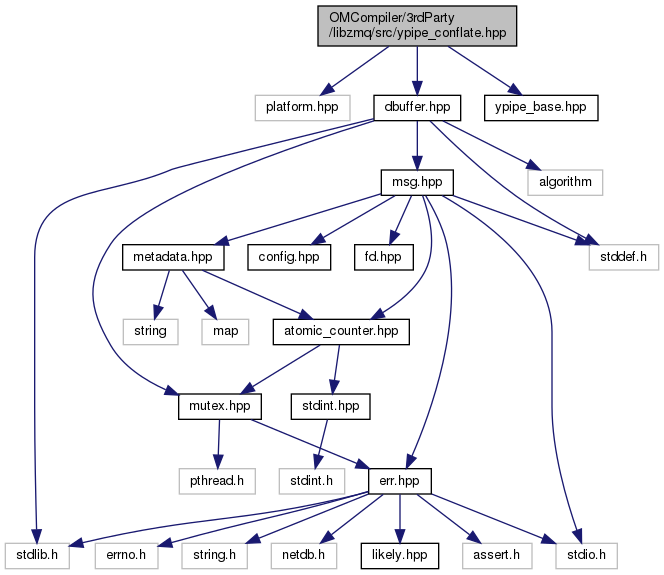 OMCompiler/3rdParty
/libzmq/src/ypipe_conflate.hpp
platform.hpp
dbuffer.hpp
ypipe_base.hpp
msg.hpp
algorithm
metadata.hpp
config.hpp
fd.hpp
stddef.h
string
map
atomic_counter.hpp
mutex.hpp
stdint.hpp
pthread.h
stdint.h
err.hpp
stdlib.h
errno.h
string.h
netdb.h
likely.hpp
assert.h
stdio.h